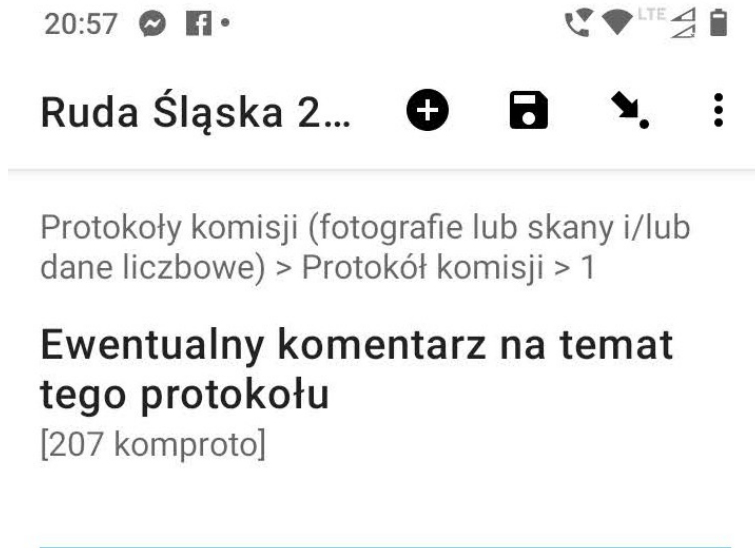 20:57
LTE
Ruda Śląska 2...
Protokoły komisji (fotografie lub skany i/lub
dane liczbowe) > Protokół komisji > 1
Ewentualny komentarz na temat
tego protokołu
[207 komproto]